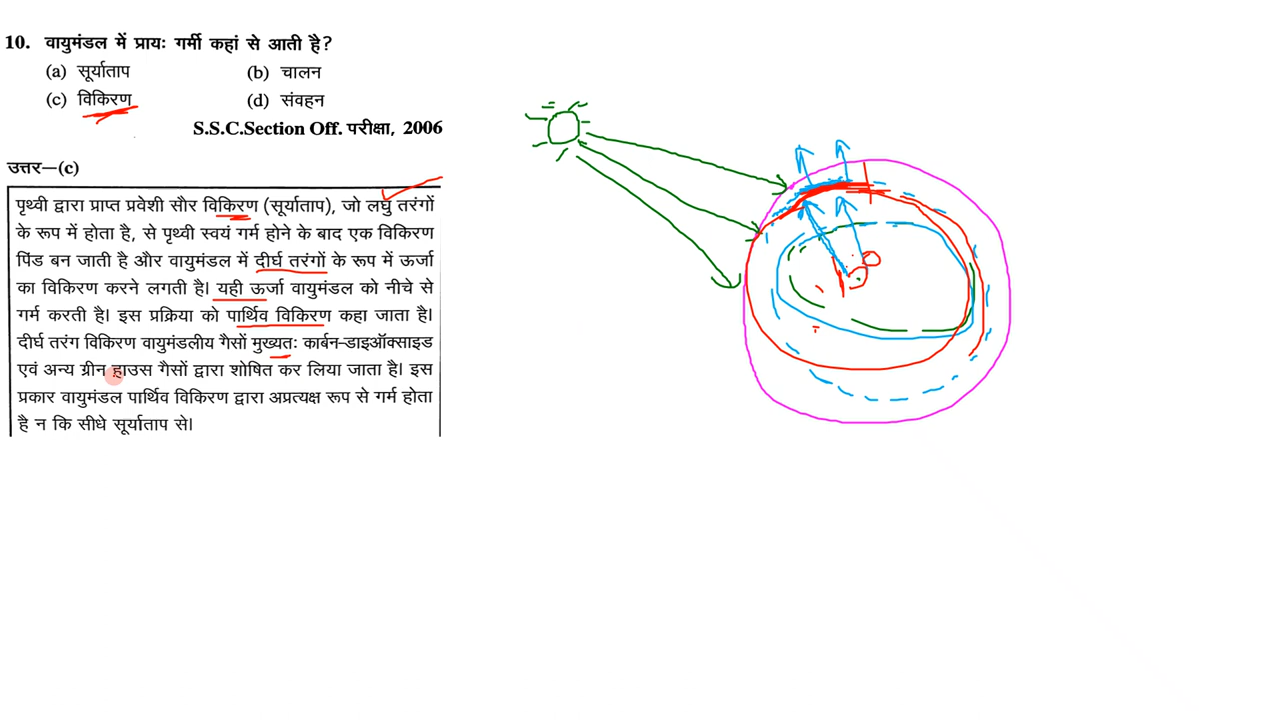 10. वायुमंडल में प्रायः गर्मी कहां से आती है?
(a) सूर्याताप (b) चालन
(c) विकिरण (d) संवहन
S.S.C.Section Off. परीक्षा, 2006
उत्तर—(c)
पृथ्वी द्वारा प्राप्त प्रवेशी सौर विकिरण (सूर्याताप), जो लघु तरंगों
के रूप में होता है, से पृथ्वी स्वयं गर्म होने के बाद एक विकिरण
पिंड बन जाती है और वायुमंडल में दीर्घ तरंगों के रूप में ऊर्जा
का विकिरण करने लगती है। यही ऊर्जा वायुमंडल को नीचे से
गर्म करती है। इस प्रक्रिया को पार्थिव विकिरण कहा जाता है।
दीर्घ तरंग विकिरण वायुमंडलीय गैसों मुख्यतः कार्बन-डाइऑक्साइड
एवं अन्य ग्रीन हाउस गैसों द्वारा शोषित कर लिया जाता है। इस
प्रकार वायुमंडल पार्थिव विकिरण द्वारा अप्रत्यक्ष रूप से गर्म होता
है न कि सीधे सूर्याताप से।